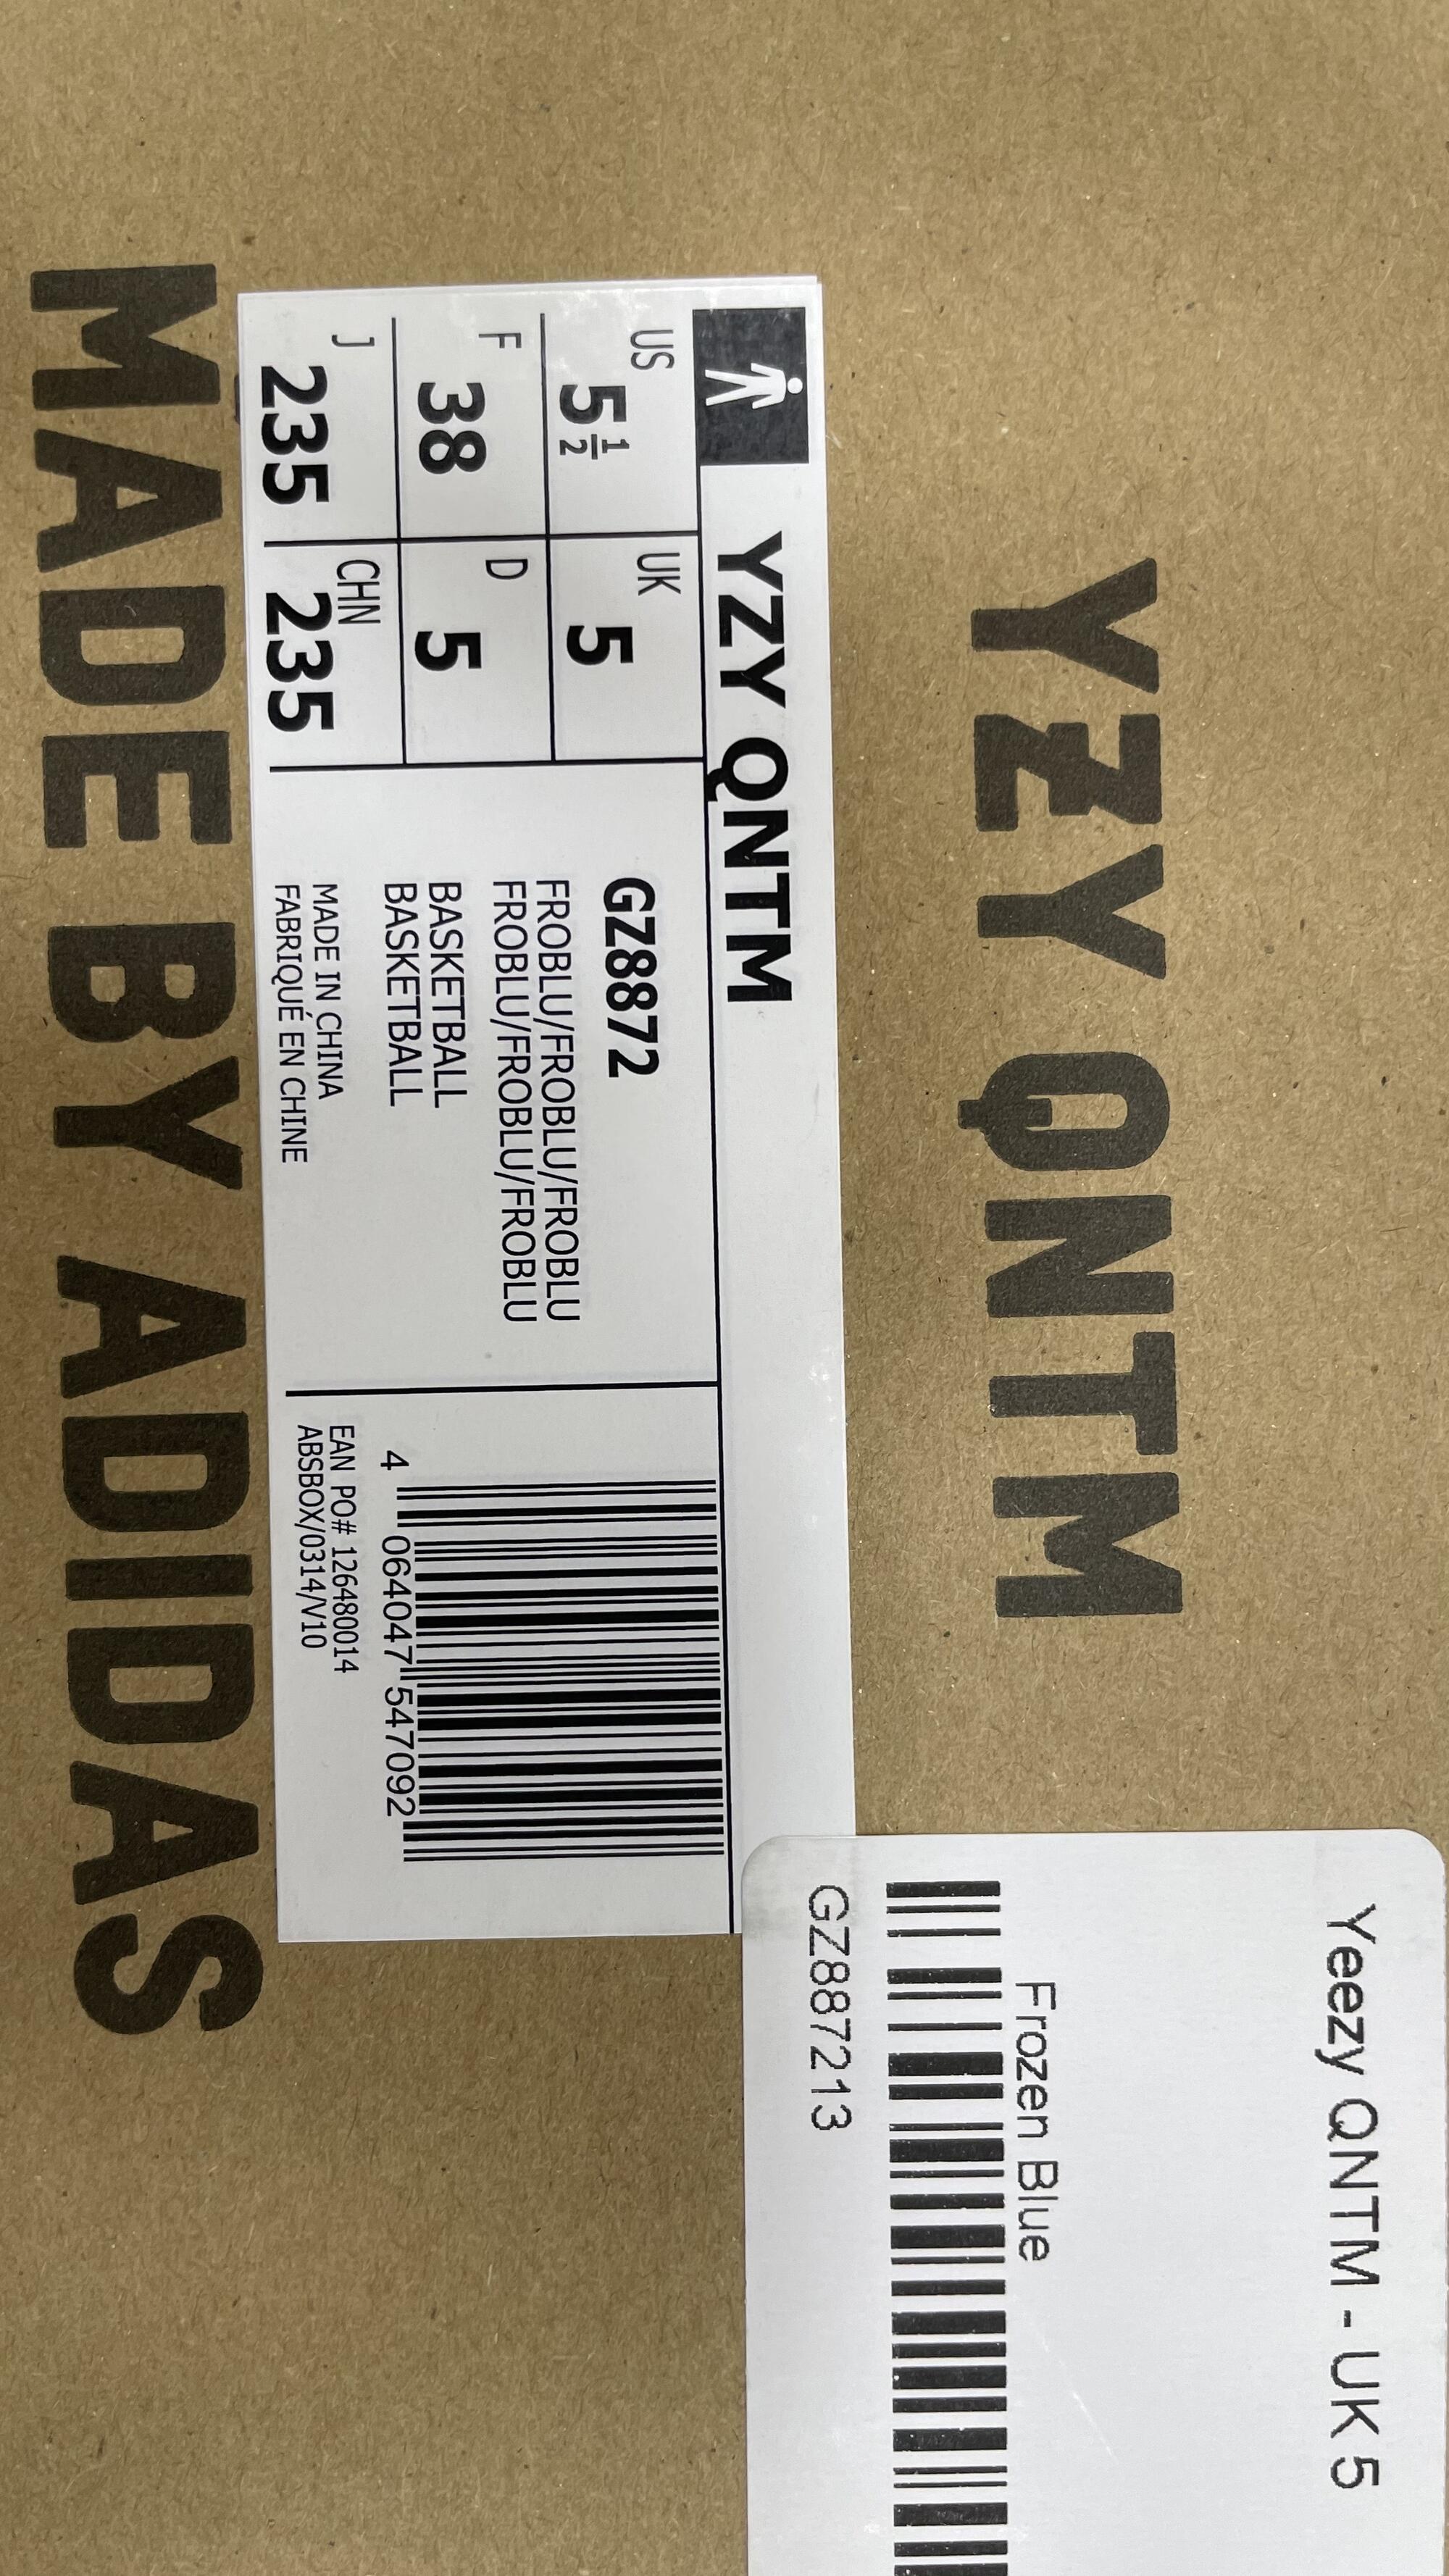 YZY QNTM
YZY QNTM
US 5 1/2
UK 5
F 38
D 5
J 235
CHN 235
GZ8872
FROBLU/FROBLU/FROBLU
FROBLU/FROBLU/FROBLU
BASKETBALL
BASKETBALL
MADE IN CHINA
FABRIQUÉ EN CHINE
4 064047 547092
EAN PO# 126480014
ABSBOX/0314/V10
MADE BY ADIDAS
Yeezy QNTM - UK 5
Frozen Blue
GZ887213